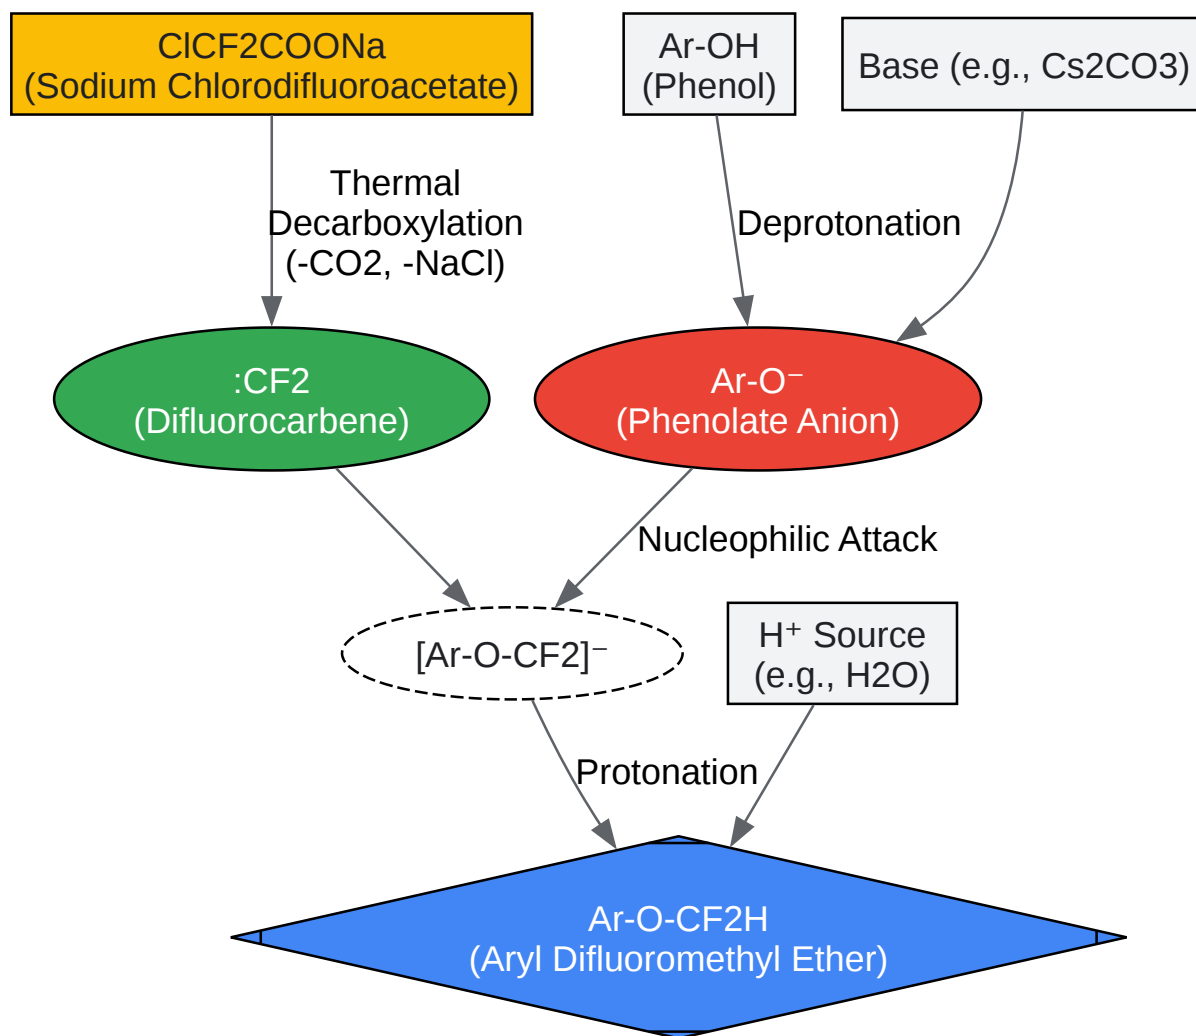 ClCF2COONa
(Sodium Chlorodifluoroacetate)
Ar-OH
(Phenol)
Base (e.g., Cs2CO3)
Thermal
Decarboxylation
(-CO2, -NaCl)
Deprotonation
:CF2
(Difluorocarbene)
Ar-O⁻
(Phenolate Anion)
Nucleophilic Attack
[Ar-O-CF2]⁻
H⁺ Source
(e.g., H2O)
Protonation
Ar-O-CF2H
(Aryl Difluoromethyl Ether)